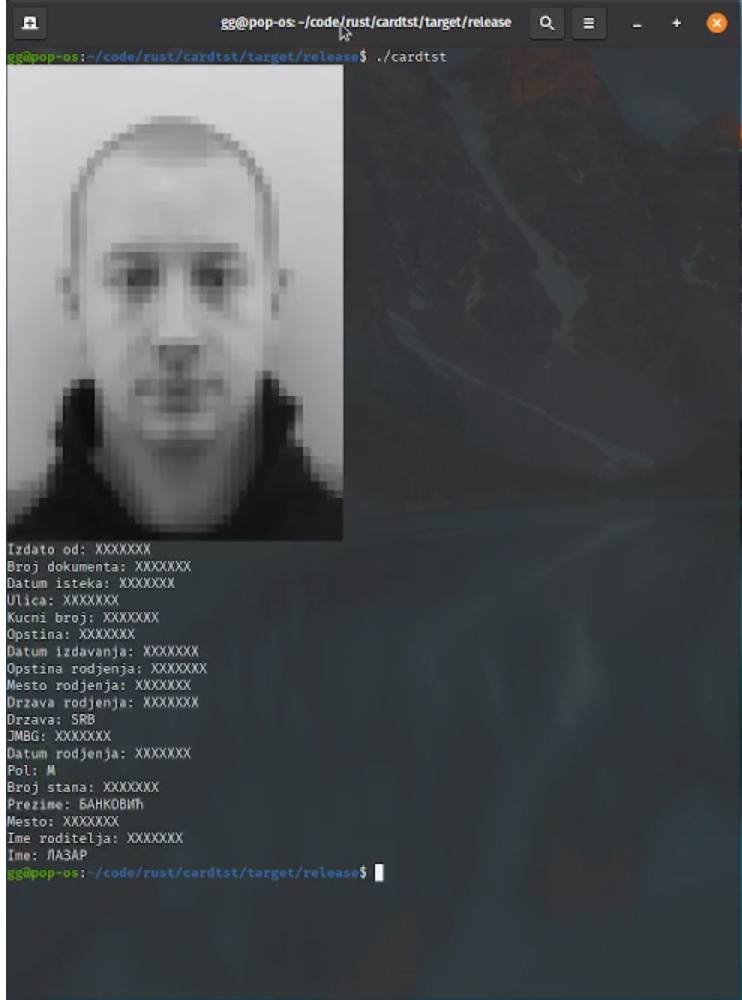 gg@pop-os: ~/code/rust/cardtst/target/release
gg@pop-os:~/code/rust/cardtst/target/release$ ./cardtst
Izdato od: XXXXXXX
Broj dokumenta: XXXXXXX
Datum isteka: XXXXXXX
Ulica: XXXXXXX
Kucni broj: XXXXXXX
Opstina: XXXXXXX
Datum izdavanja: XXXXXXX
Opstina rodjenja: XXXXXXX
Mesto rodjenja: XXXXXXX
Drzava rodjenja: XXXXXXX
Drzava: SRB
JMBG: XXXXXXX
Datum rodjenja: XXXXXXX
Pol: M
Broj stana: XXXXXXX
Prezime: БАНКОВИЋ
Mesto: XXXXXXX
Ime roditelja: XXXXXXX
Ime: ЛАЗАР
gg@pop-os:~/code/rust/cardtst/target/release$